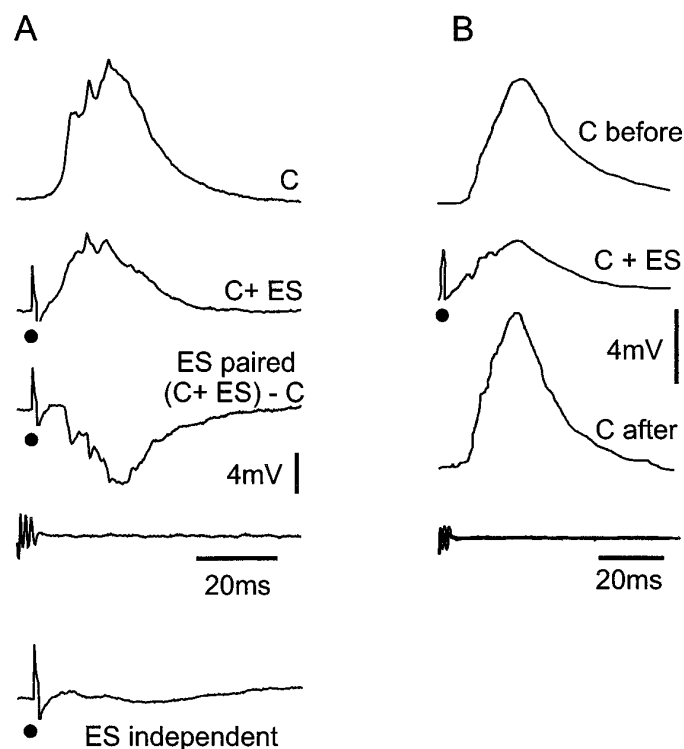 A
C
C+ ES
ES paired
(C+ ES) - C
4mV
20ms
ES independent
B
C before
C + ES
4mV
C after
20ms